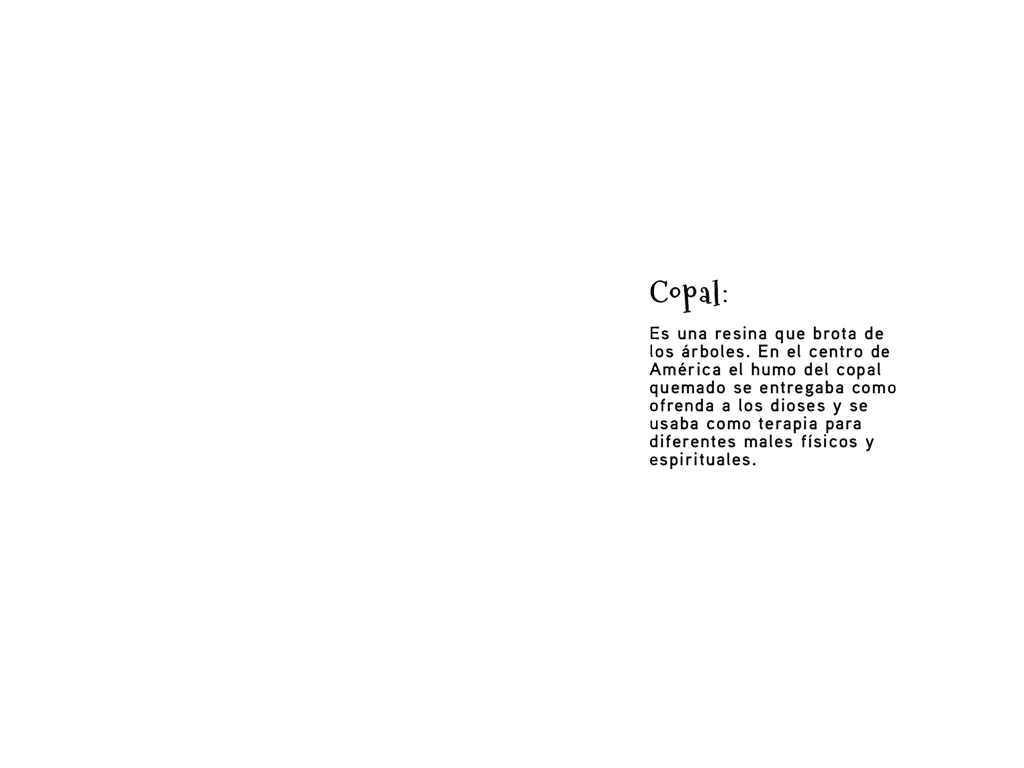 Copal:
Es una resina que brota de
los árboles. En el centro de
América el humo del copal
quemado se entregaba como
ofrenda a los dioses y se
usaba como terapia para
diferentes males físicos y
espirituales.